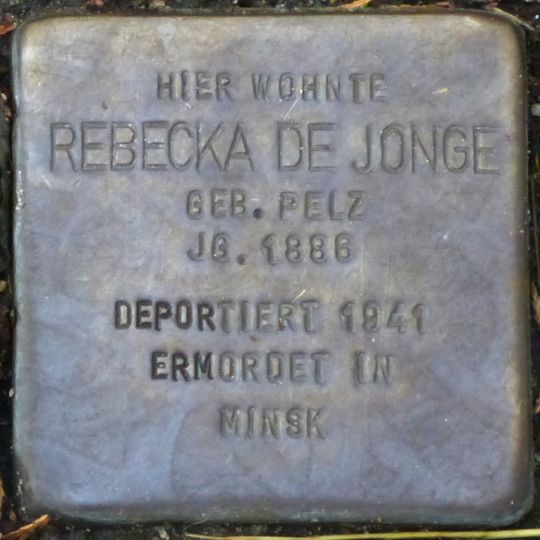 HIER WOHNTE
REBECKA DE JONGE
GEB. PELZ
JG. 1886
DEPORTIERT 1941
ERMORDET IN
MINSK